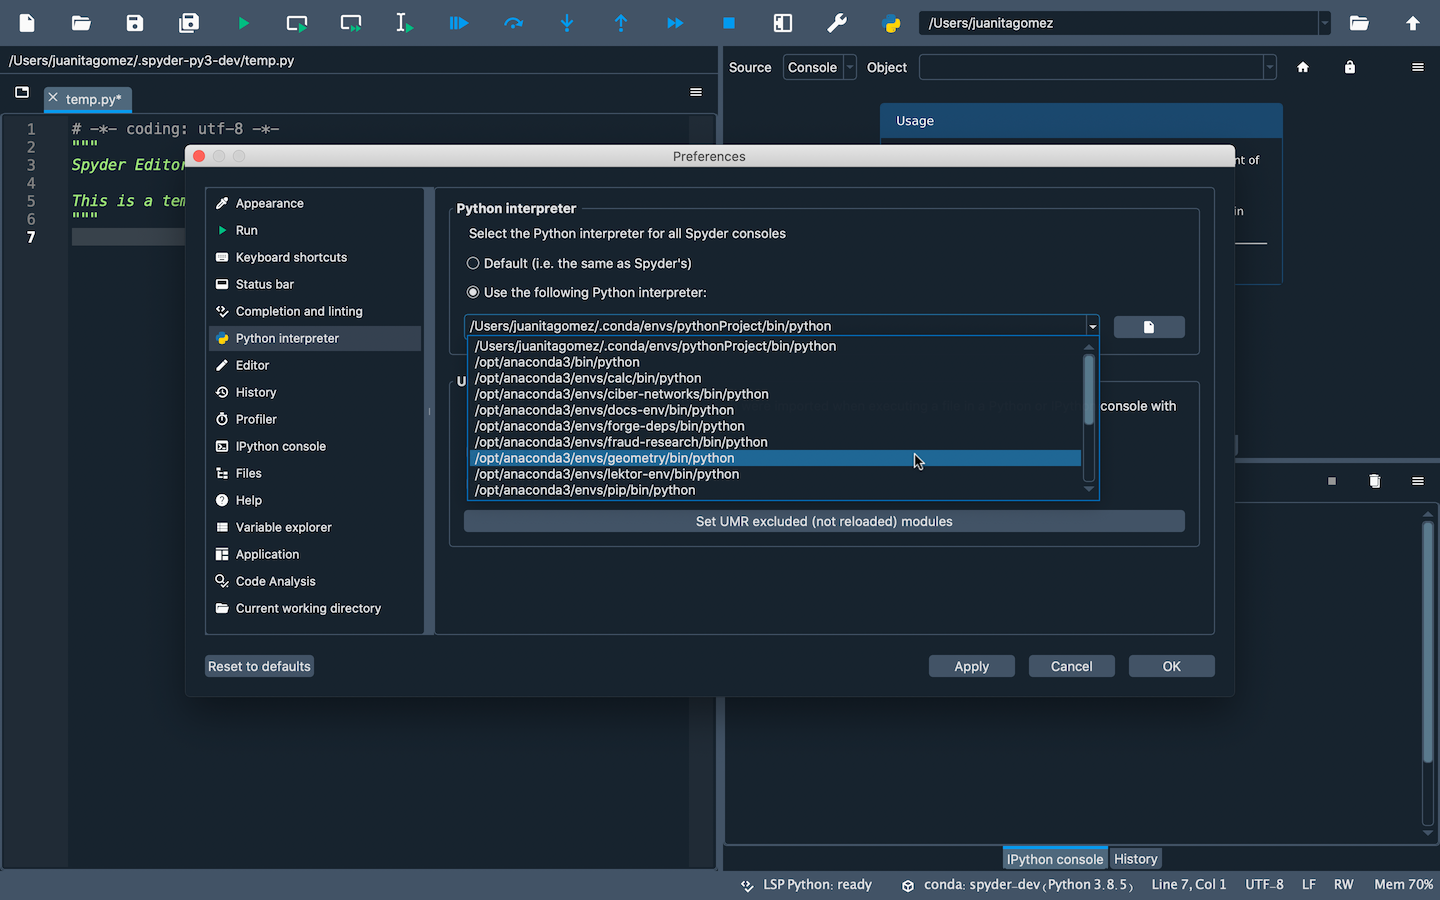 /Users/juanitagomez
/Users/juanitagomez/.spyder-py3-dev/temp.py
Source Console Object
temp.py*
Usage
1 # -*- coding: utf-8 -*-
2 """
3 Spyder Editor
4
5 This is a tem
6 """
7
nt of
in
Preferences
Appearance
Run
Keyboard shortcuts
Status bar
Completion and linting
Python interpreter
Editor
History
Profiler
IPython console
Files
Help
Variable explorer
Application
Code Analysis
Current working directory
Python interpreter
Select the Python interpreter for all Spyder consoles
Default (i.e. the same as Spyder's)
Use the following Python interpreter:
/Users/juanitagomez/.conda/envs/pythonProject/bin/python
/Users/juanitagomez/.conda/envs/pythonProject/bin/python
/opt/anaconda3/bin/python
/opt/anaconda3/envs/calc/bin/python
U
/opt/anaconda3/envs/ciber-networks/bin/python
/opt/anaconda3/envs/docs-env/bin/python
console with
/opt/anaconda3/envs/forge-deps/bin/python
/opt/anaconda3/envs/fraud-research/bin/python
/opt/anaconda3/envs/geometry/bin/python
/opt/anaconda3/envs/lektor-env/bin/python
/opt/anaconda3/envs/pip/bin/python
Set UMR excluded (not reloaded) modules
Reset to defaults Apply Cancel OK
IPython console History
LSP Python: ready conda: spyder-dev (Python 3.8.5) Line 7, Col 1 UTF-8 LF RW Mem 70%